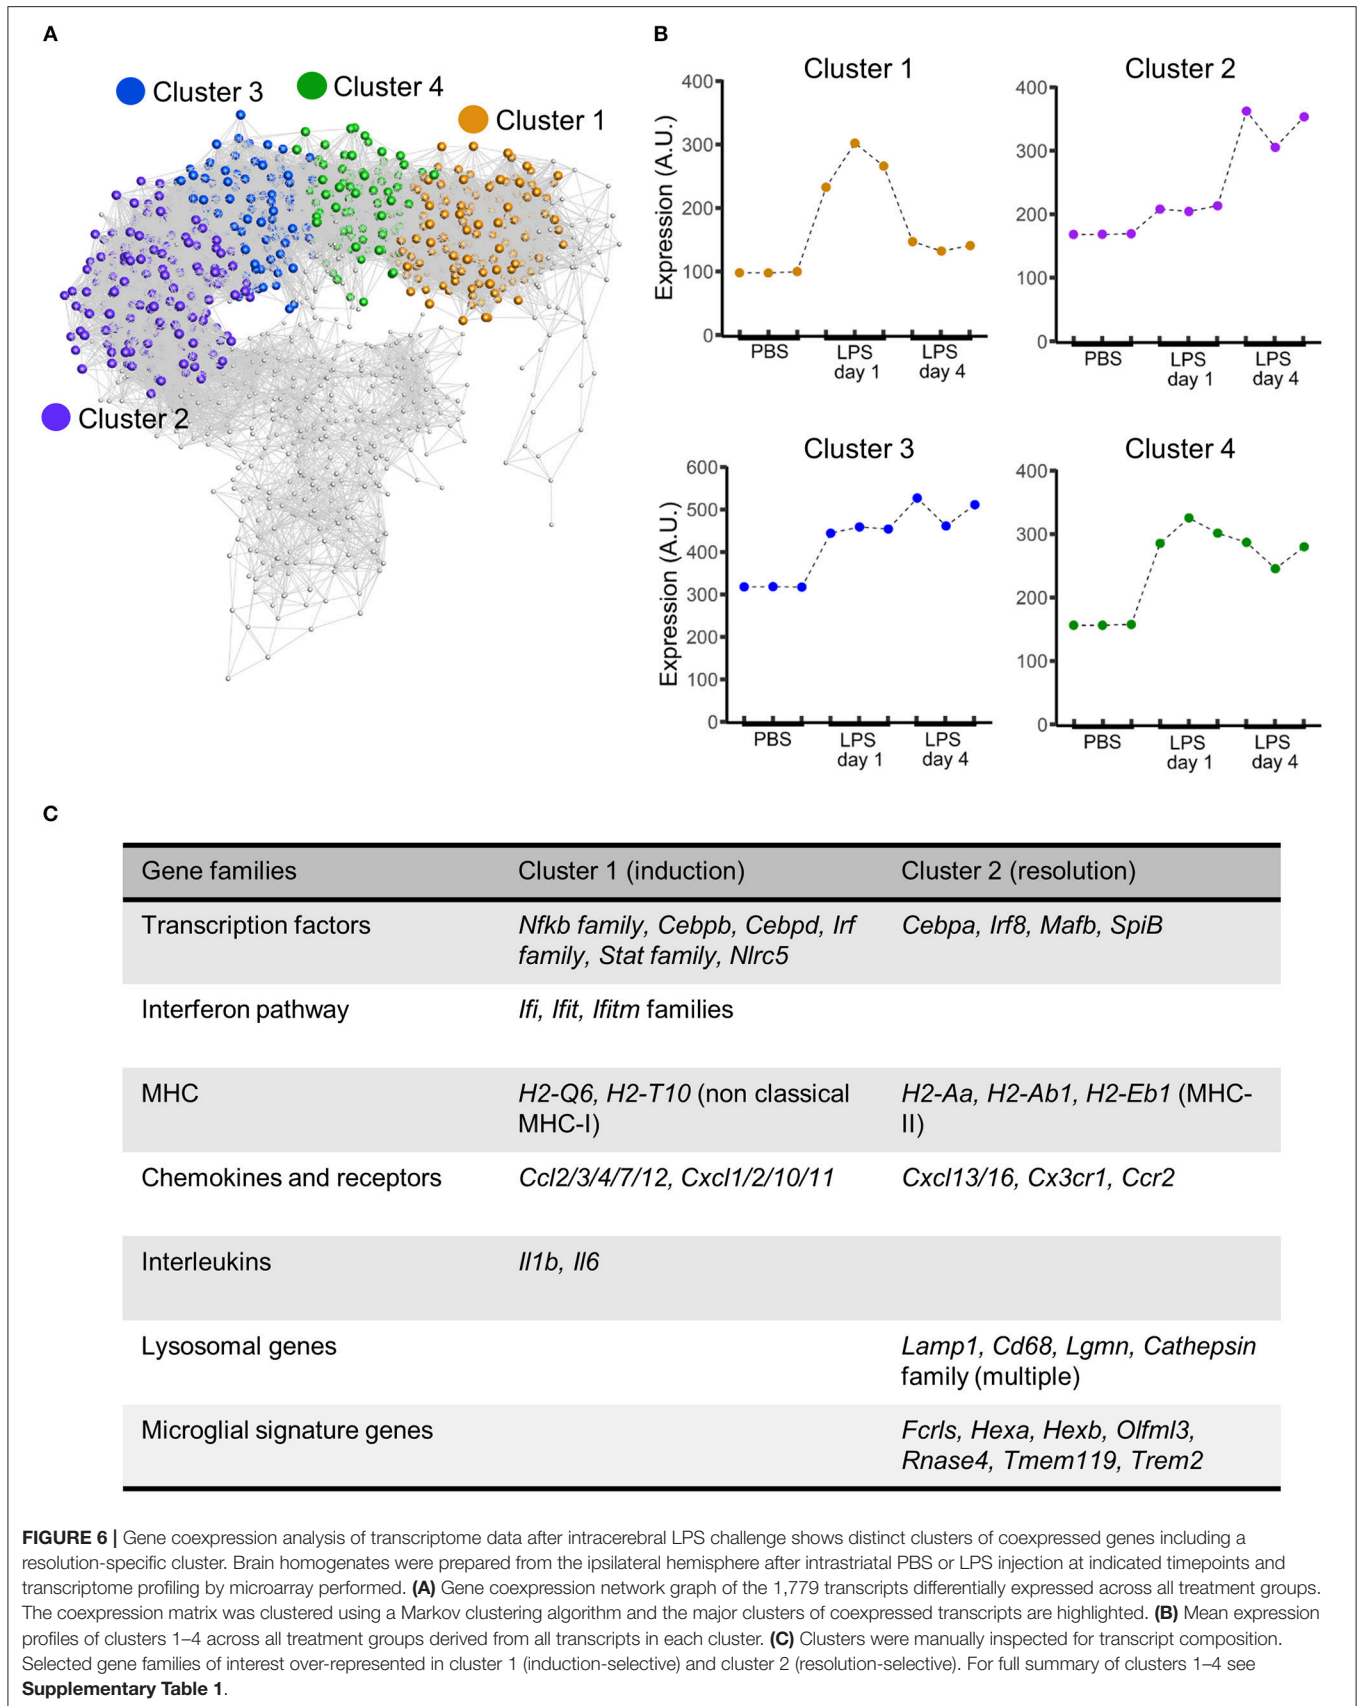 A
Cluster 3
Cluster 4
Cluster 1
Cluster 2
B
Cluster 1
Expression (A.U.)
400
300
200
100
0
PBS
LPS
day 1
LPS
day 4
Cluster 2
400
300
200
100
0
PBS
LPS
day 1
LPS
day 4
Cluster 3
Expression (A.U.)
600
500
400
300
200
100
0
PBS
LPS
day 1
LPS
day 4
Cluster 4
400
300
200
100
0
PBS
LPS
day 1
LPS
day 4
C
Gene families Cluster 1 (induction) Cluster 2 (resolution)
Transcription factors Nfkb family, Cebpb, Cebpd, Irf Cebpa, Irf8, Mafb, SpiB
family, Stat family, Nlrc5
Interferon pathway Ifi, Ifit, Ifitm families
MHC H2-Q6, H2-T10 (non classical H2-Aa, H2-Ab1, H2-Eb1 (MHC-
MHC-I) II)
Chemokines and receptors Ccl2/3/4/7/12, Cxcl1/2/10/11 Cxcl13/16, Cx3cr1, Ccr2
Interleukins Il1b, Il6
Lysosomal genes Lamp1, Cd68, Lgmn, Cathepsin
family (multiple)
Microglial signature genes Fcrls, Hexa, Hexb, Olfml3,
Rnase4, Tmem119, Trem2
FIGURE 6 | Gene coexpression analysis of transcriptome data after intracerebral LPS challenge shows distinct clusters of coexpressed genes including a
resolution-specific cluster. Brain homogenates were prepared from the ipsilateral hemisphere after intrastriatal PBS or LPS injection at indicated timepoints and
transcriptome profiling by microarray performed. (A) Gene coexpression network graph of the 1,779 transcripts differentially expressed across all treatment groups.
The coexpression matrix was clustered using a Markov clustering algorithm and the major clusters of coexpressed transcripts are highlighted. (B) Mean expression
profiles of clusters 1–4 across all treatment groups derived from all transcripts in each cluster. (C) Clusters were manually inspected for transcript composition.
Selected gene families of interest over-represented in cluster 1 (induction-selective) and cluster 2 (resolution-selective). For full summary of clusters 1–4 see
Supplementary Table 1.